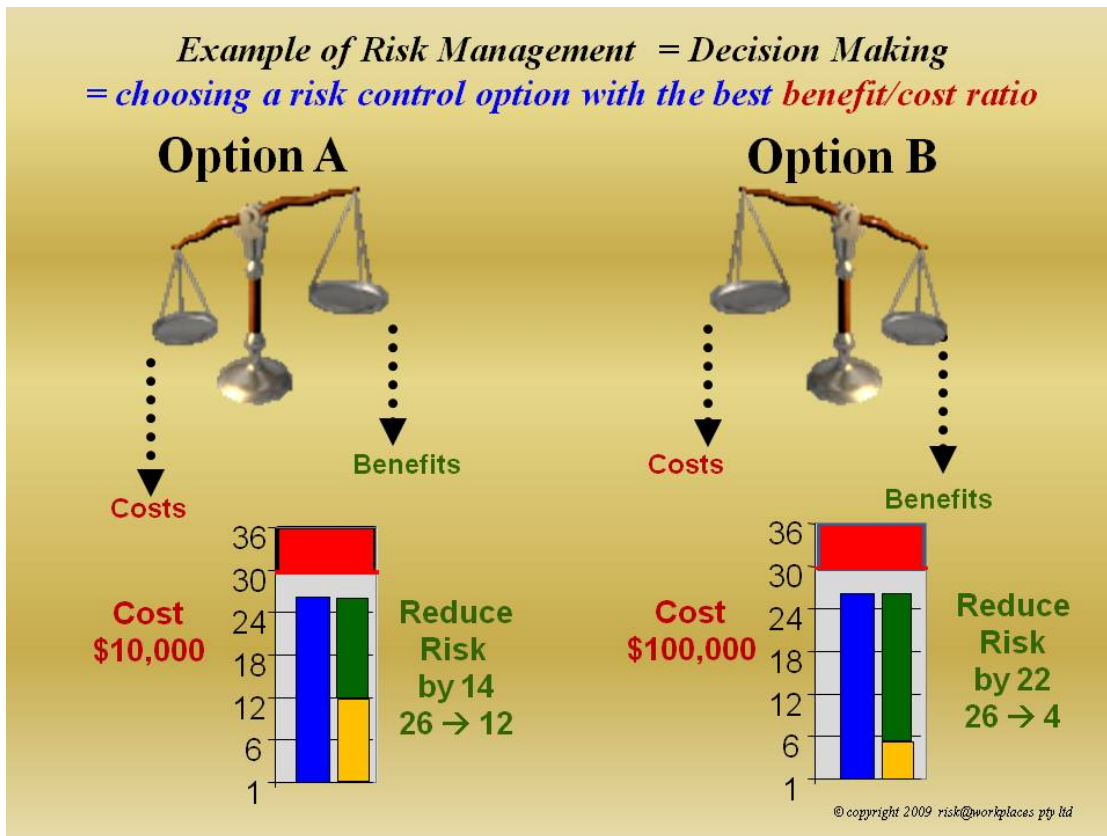 Example of Risk Management = Decision Making
= choosing a risk control option with the best benefit/cost ratio
Option A
Costs
Benefits
Cost
$10,000
36
30
24
18
12
6
1
Reduce
Risk
by 14
26 → 12
Option B
Costs
Benefits
Cost
$100,000
36
30
24
18
12
6
1
Reduce
Risk
by 22
26 → 4
© copyright 2009 risk@workplaces pty ltd